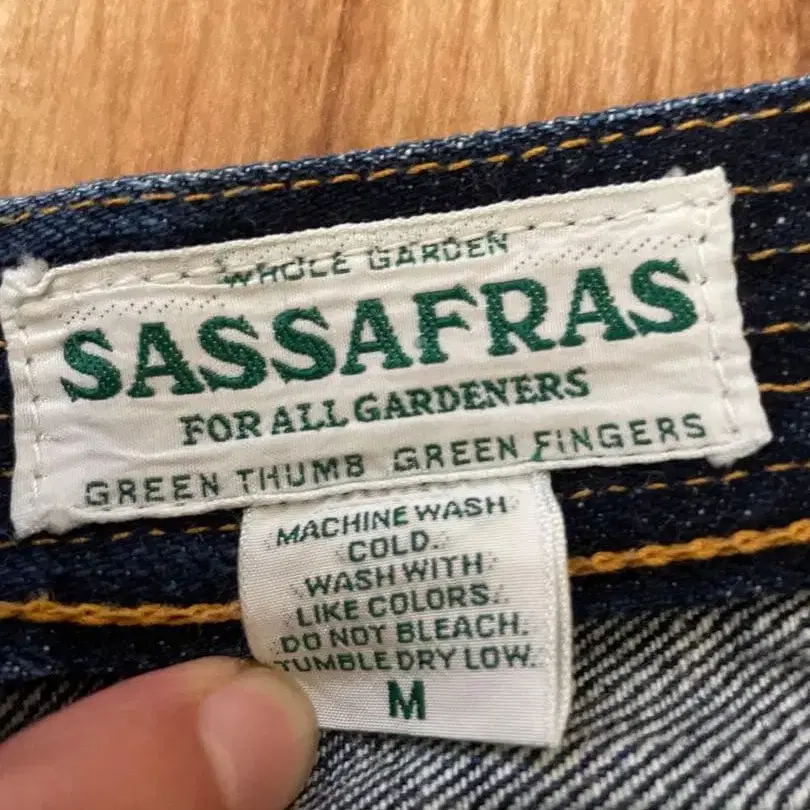 WHOLE GARDEN
SASSAFRAS
FOR ALL GARDENERS
GREEN THUMB GREEN FINGERS
MACHINE WASH
COLD.
WASH WITH
LIKE COLORS.
DO NOT BLEACH.
TUMBLE DRY LOW.
M